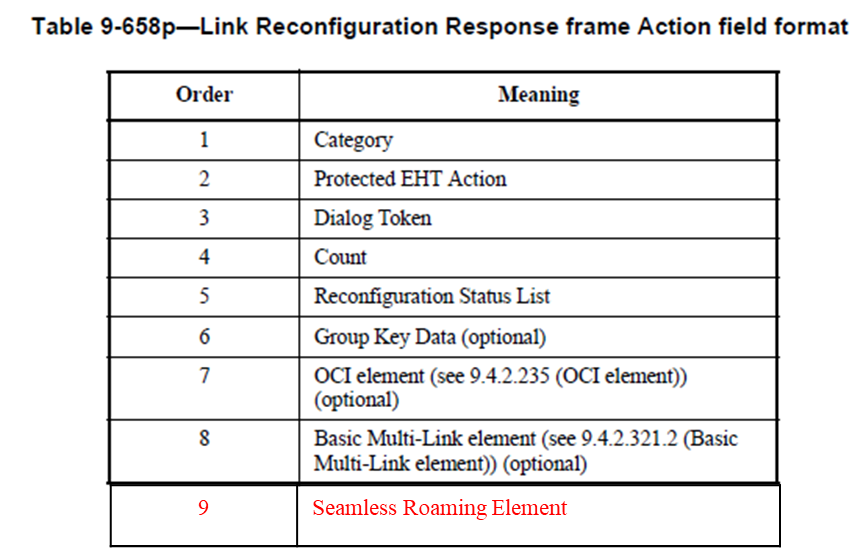 Table 9-658p—Link Reconfiguration Response frame Action field format
Order Meaning
1 Category
2 Protected EHT Action
3 Dialog Token
4 Count
5 Reconfiguration Status List
6 Group Key Data (optional)
7 OCI element (see 9.4.2.235 (OCI element))
(optional)
8 Basic Multi-Link element (see 9.4.2.321.2 (Basic
Multi-Link element)) (optional)
9 Seamless Roaming Element